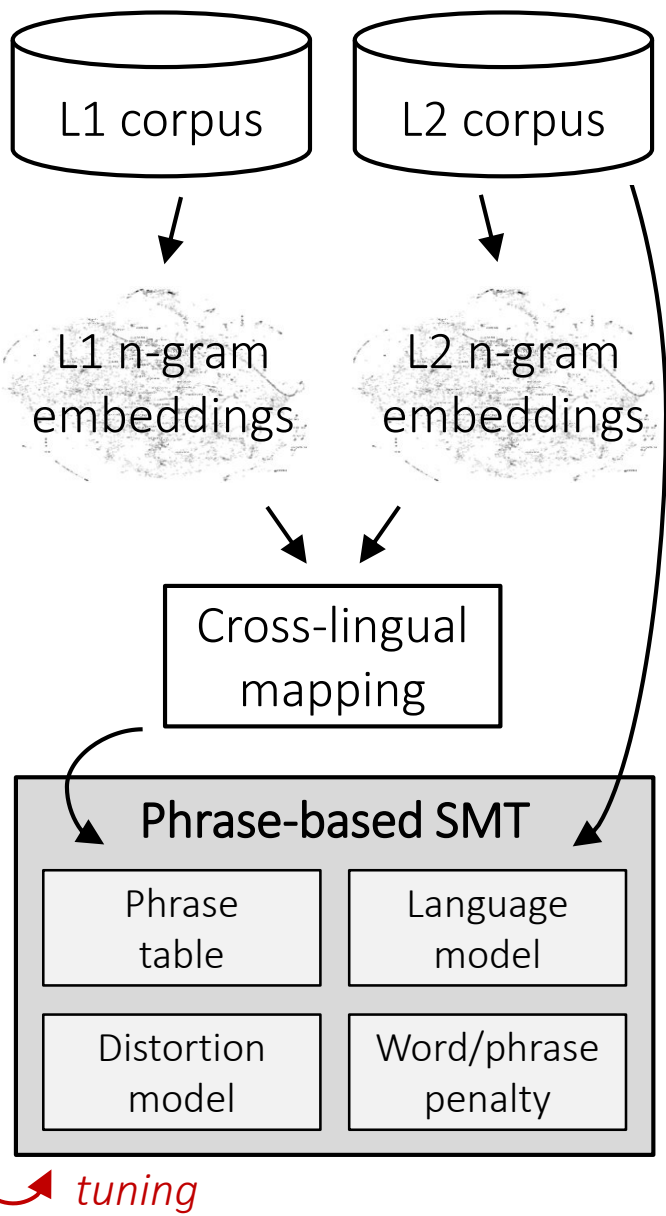 L1 corpus
L2 corpus
L1 n-gram
embeddings
L2 n-gram
embeddings
Cross-lingual
mapping
Phrase-based SMT
Phrase
table
Language
model
Distortion
model
Word/phrase
penalty
tuning